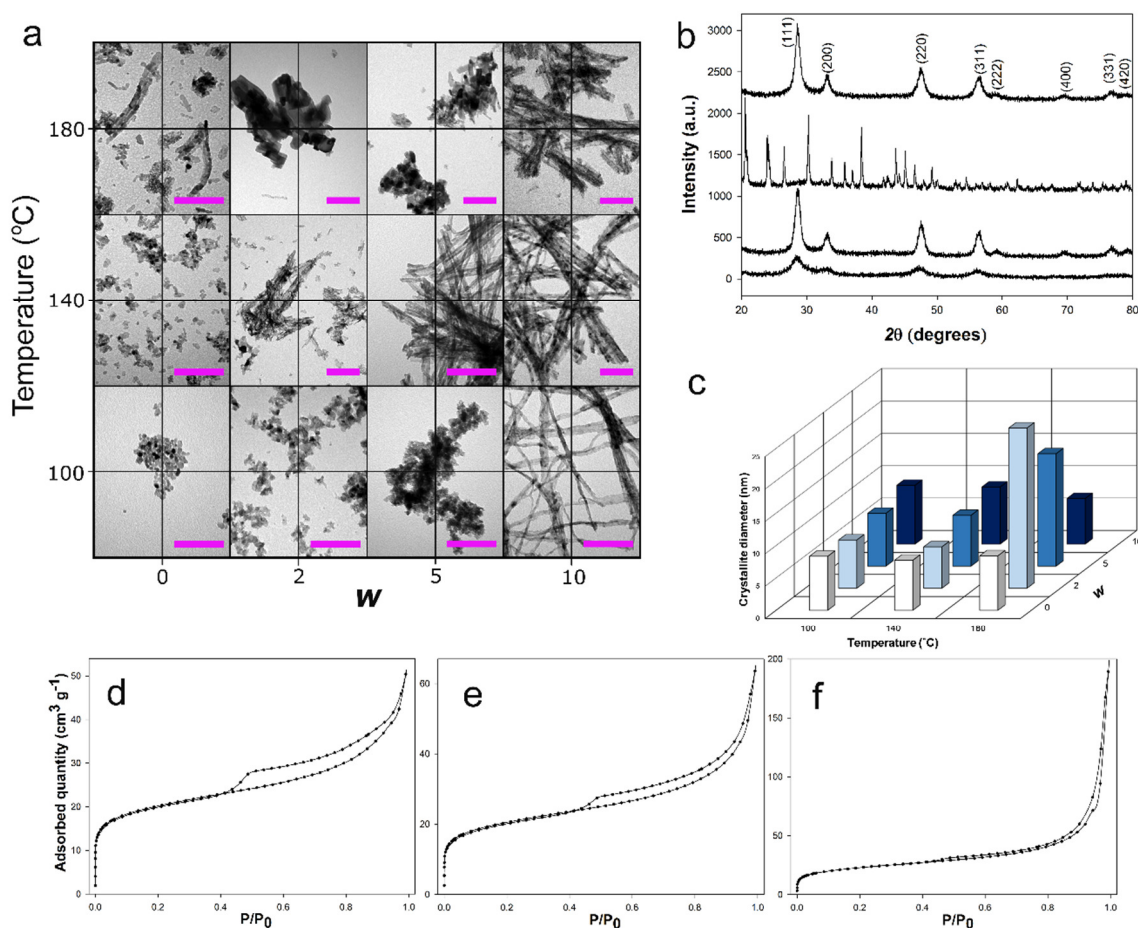 a
Temperature (°C)
180
140
100
0 2 5 10
w
b
Intensity (a.u.)
3000
2500
2000
1500
1000
500
0
(111)
(200)
(220)
(311)
(222)
(400)
(331)
(420)
20 30 40 50 60 70 80
2θ (degrees)
c
Crystallite diameter (nm)
25
20
15
10
5
0
100 140 180
Temperature (°C)
0
2
5
w
d
Adsorbed quantity (cm³ g⁻¹)
50
40
30
20
10
0
0.0 0.2 0.4 0.6 0.8 1.0
P/P₀
e
60
40
20
0
0.0 0.2 0.4 0.6 0.8 1.0
P/P₀
f
200
150
100
50
0
0.0 0.2 0.4 0.6 0.8 1.0
P/P₀